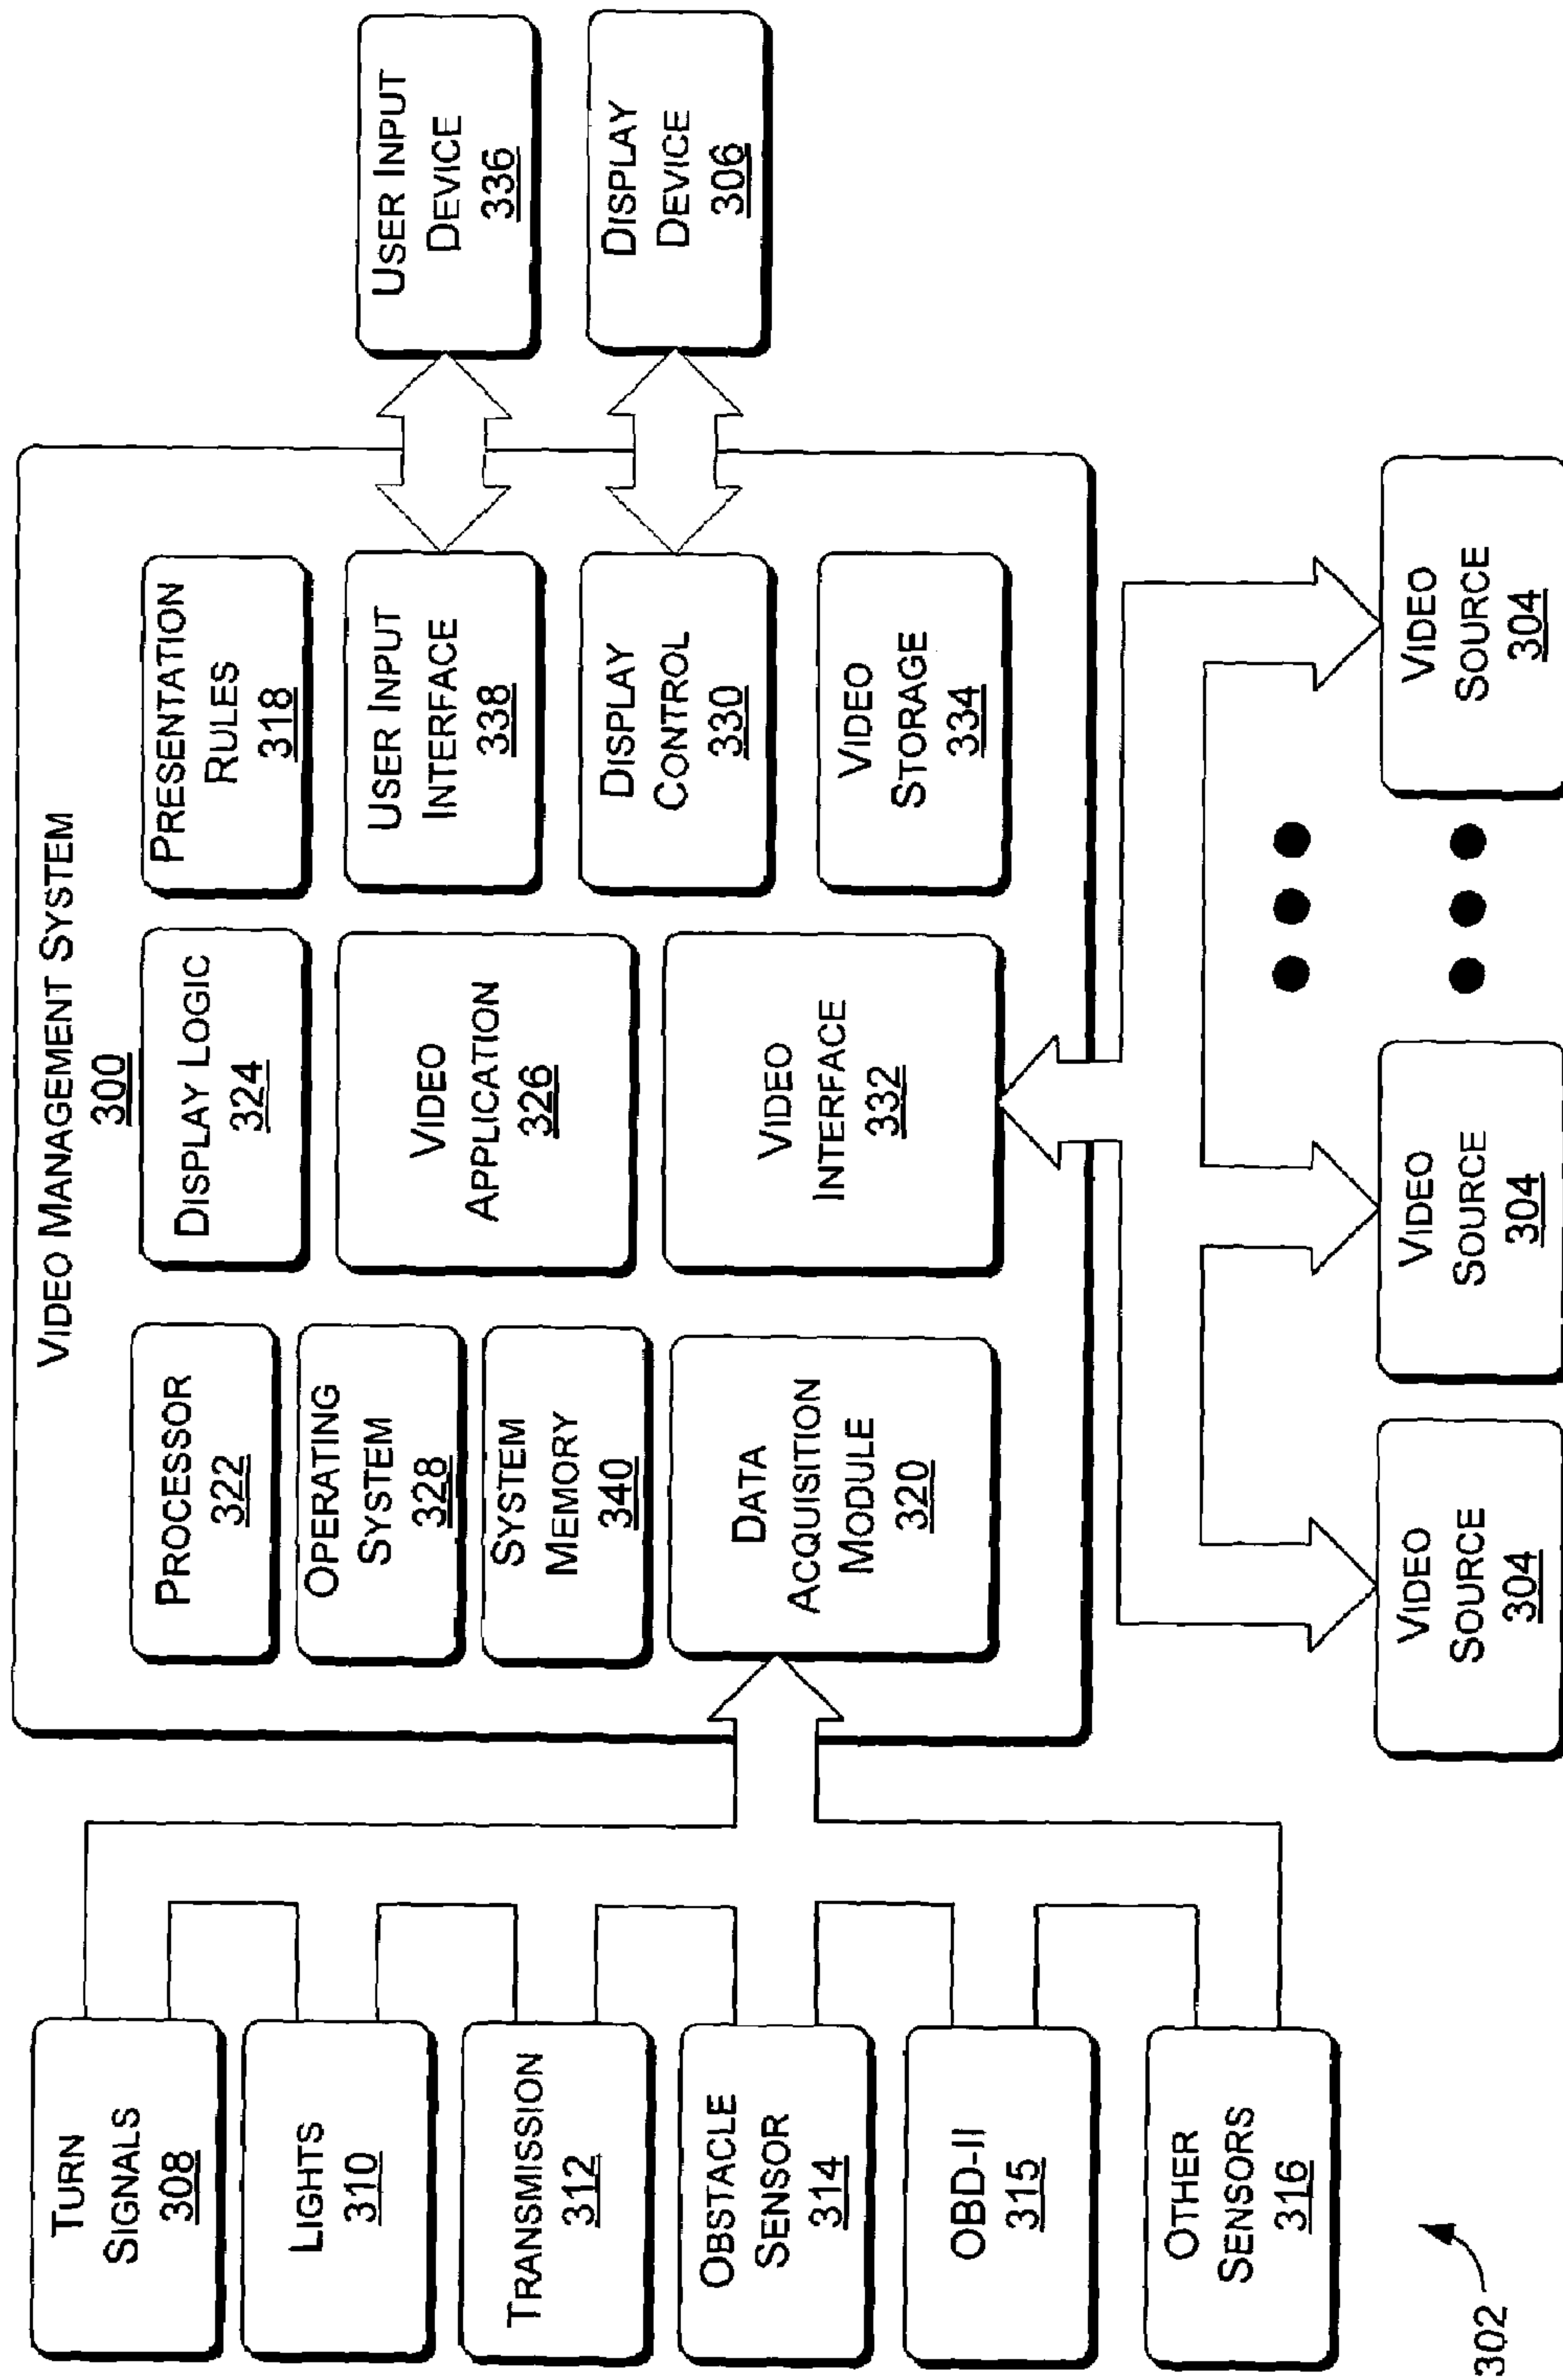 VIDEO MANAGEMENT SYSTEM
300
TURN
SIGNALS
308
LIGHTS
310
TRANSMISSION
312
OBSTACLE
SENSOR
314
OBD-II
315
OTHER
SENSORS
316
PROCESSOR
322
OPERATING
SYSTEM
328
SYSTEM
MEMORY
340
DATA
ACQUISITION
MODULE
320
DISPLAY LOGIC
324
VIDEO
APPLICATION
326
VIDEO
INTERFACE
332
PRESENTATION
RULES
318
USER INPUT
INTERFACE
338
DISPLAY
CONTROL
330
VIDEO
STORAGE
334
USER INPUT
DEVICE
336
DISPLAY
DEVICE
306
VIDEO
SOURCE
304
VIDEO
SOURCE
304
VIDEO
SOURCE
304
302